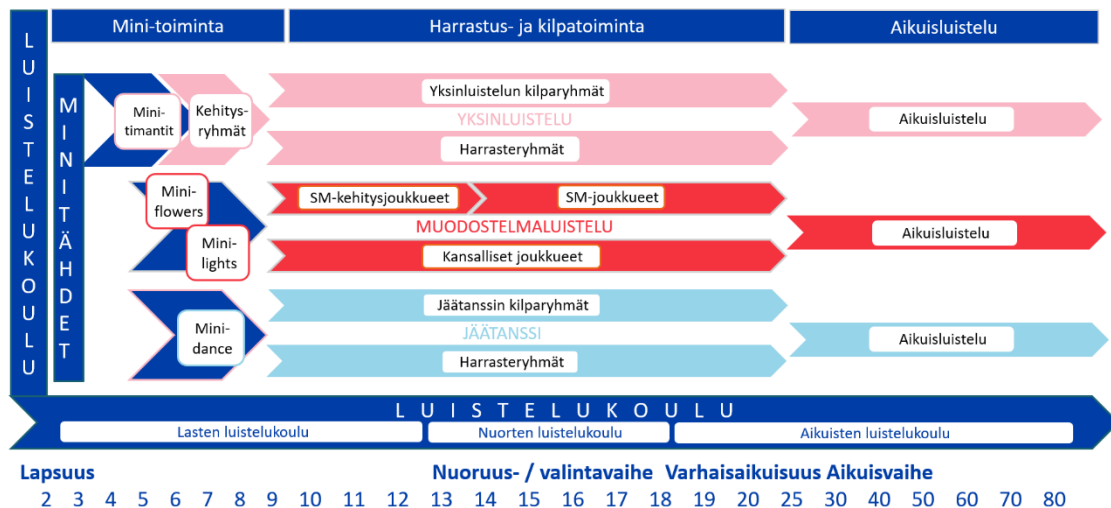 LUISTELUKOULU
Mini-toiminta
Harrastus- ja kilpatoiminta
Aikuisluistelu
MINITÄHDET
Mini-
timantit
Kehitys-
ryhmät
Yksinluistelun kilparyhmät
YKSINLUISTELU
Harrasteryhmät
Aikuisluistelu
Mini-
flowers
Mini-
lights
SM-kehitysjoukkueet
SM-joukkueet
MUODOSTELMALUISTELU
Kansalliset joukkueet
Aikuisluistelu
Mini-
dance
Jäätanssin kilparyhmät
JÄÄTANSSI
Harrasteryhmät
Aikuisluistelu
LUISTELUKOULU
Lasten luistelukoulu
Nuorten luistelukoulu
Aikuisten luistelukoulu
Lapsuus Nuoruus- / valintavaihe Varhaisaikuisuus Aikuisvaihe
2 3 4 5 6 7 8 9 10 11 12 13 14 15 16 17 18 19 20 25 30 40 50 60 70 80